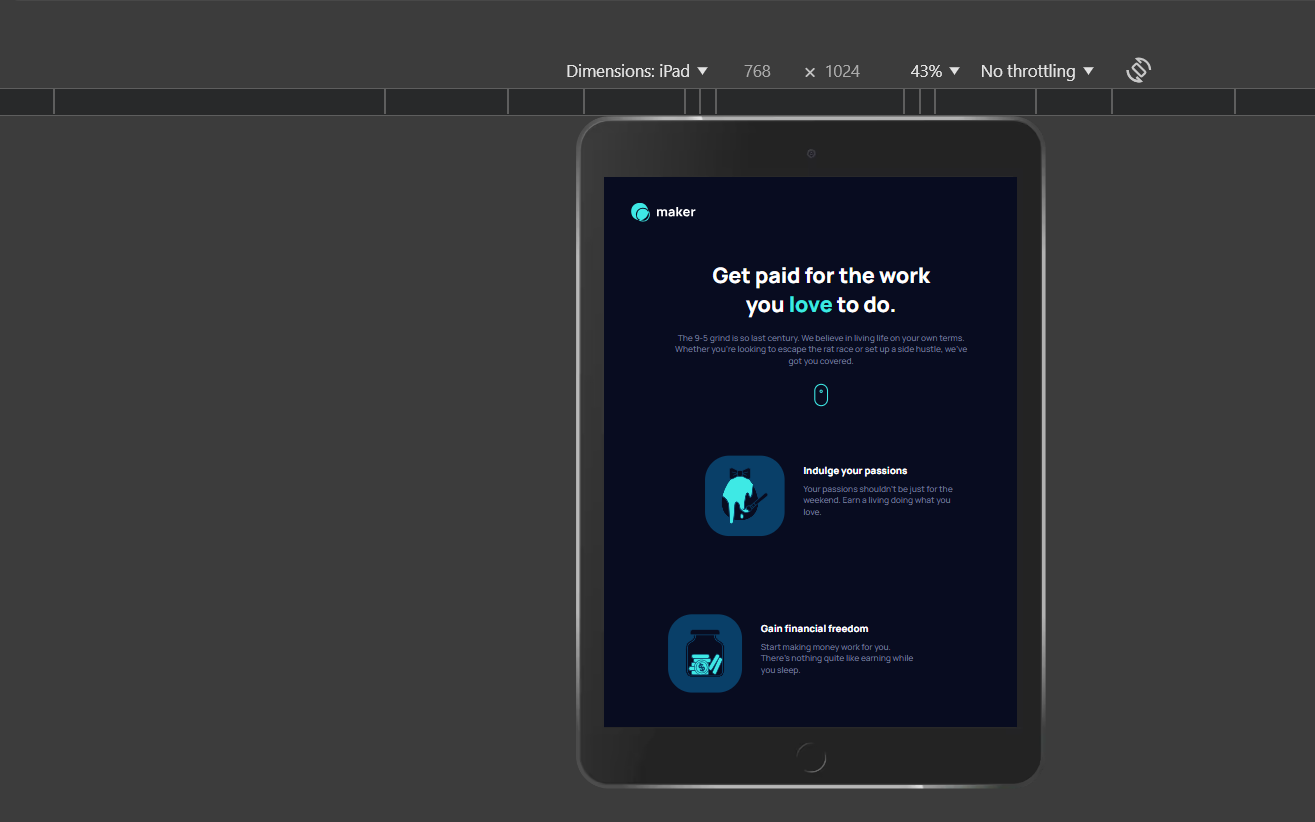 Dimensions: iPad ▼ 768 × 1024 43% ▼ No throttling ▼
maker
Get paid for the work
you love to do.
The 9-5 grind is so last century. We believe in living life on your own terms.
Whether you're looking to escape the rat race or set up a side hustle, we've
got you covered.
Indulge your passions
Your passions shouldn't be just for the
weekend. Earn a living doing what you
love.
Gain financial freedom
Start making money work for you.
There's nothing quite like earning while
you sleep.